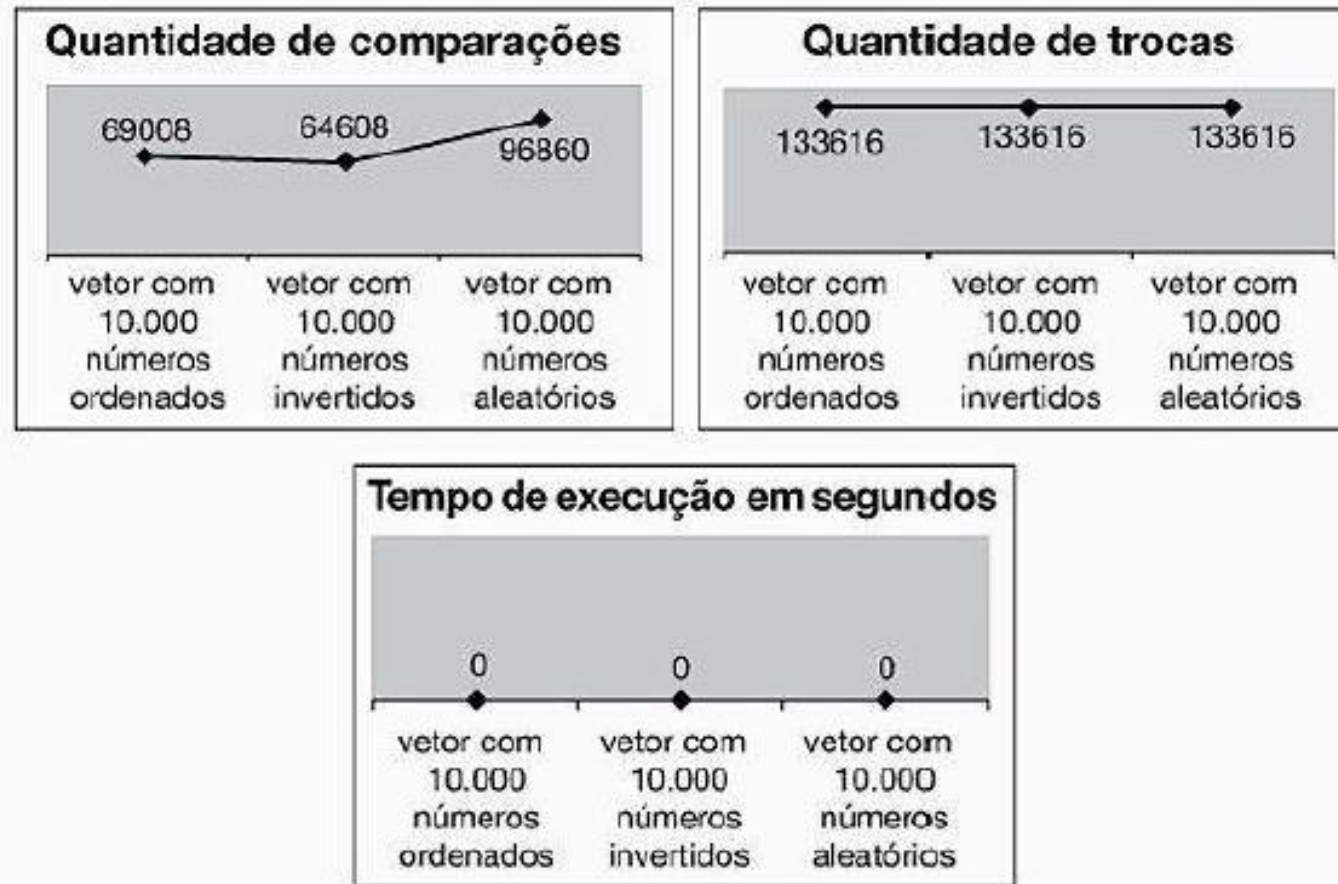 Quantidade de comparações
69008
64608
96860
vetor com
10.000
números
ordenados
vetor com
10.000
números
invertidos
vetor com
10.000
números
aleatórios
Quantidade de trocas
133616
133616
133616
vetor com
10.000
números
ordenados
vetor com
10.000
números
invertidos
vetor com
10.000
números
aleatórios
Tempo de execução em segundos
0
0
0
vetor com
10.000
números
ordenados
vetor com
10.000
números
invertidos
vetor com
10.000
números
aleatórios